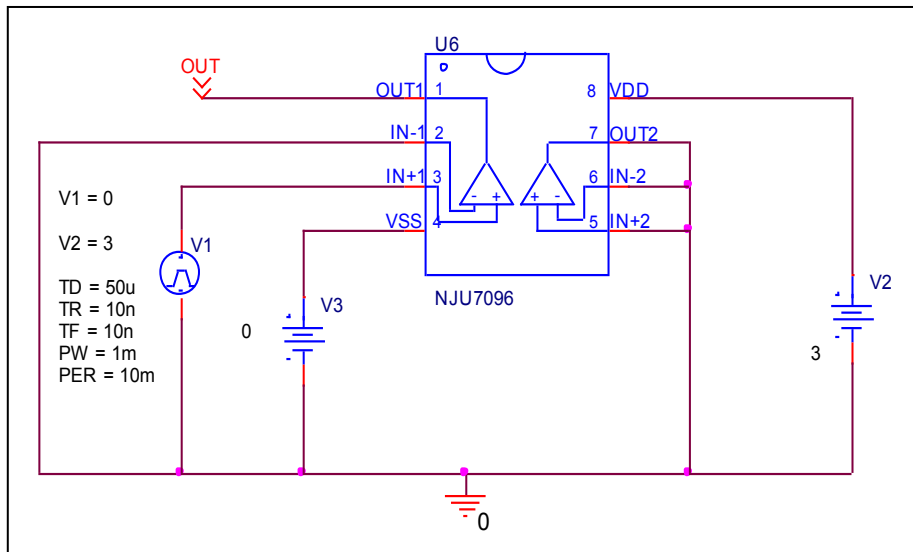 U6
OUT
OUT1 1
8 VDD
IN-1 2
7 OUT2
IN+1 3
6 IN-2
VSS 4
5 IN+2
- +
+ -
NJU7096
V1 = 0
V2 = 3
TD = 50u
TR = 10n
TF = 10n
PW = 1m
PER = 10m
V1
V3
0
V2
3
0